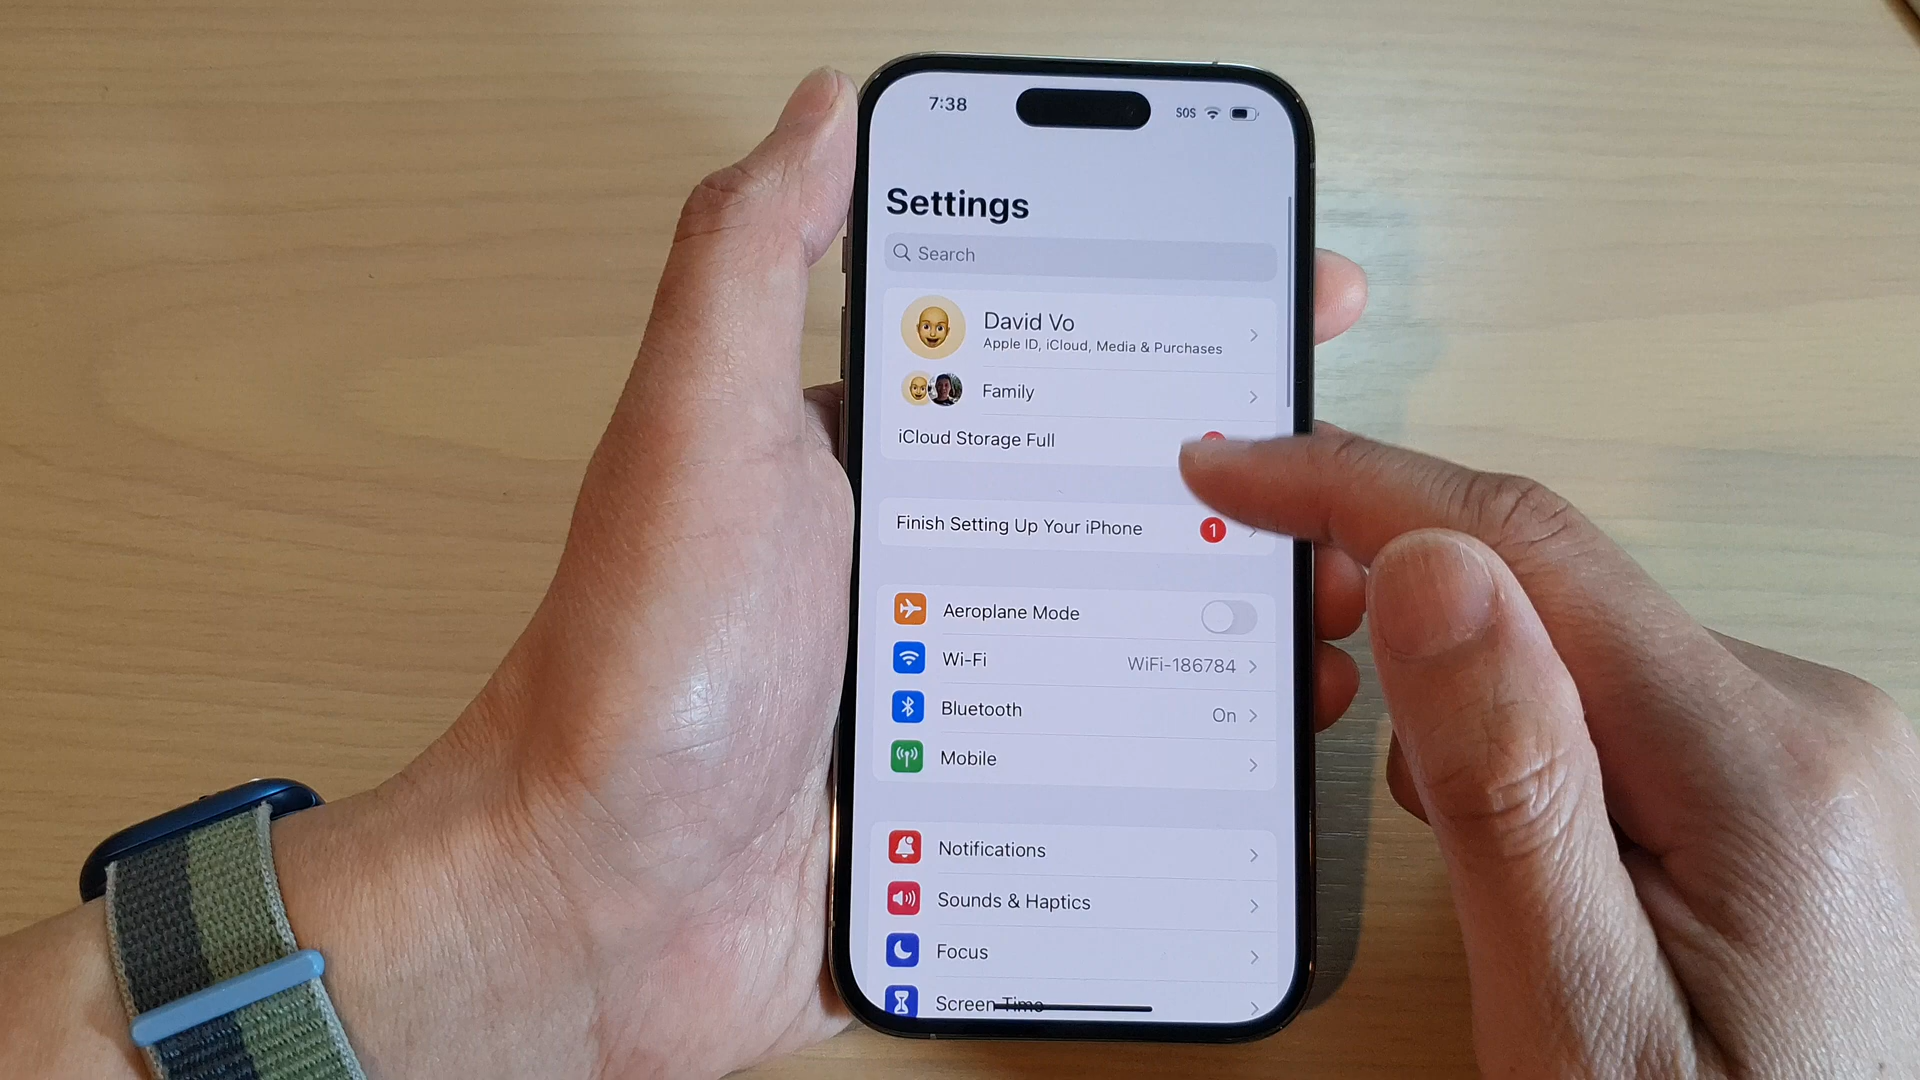 7:38
SOS
Settings
Search
David Vo
Apple ID, iCloud, Media & Purchases
Family
iCloud Storage Full
Finish Setting Up Your iPhone 1
Aeroplane Mode
Wi-Fi WiFi-186784
Bluetooth On
Mobile
Notifications
Sounds & Haptics
Focus
Screen Time